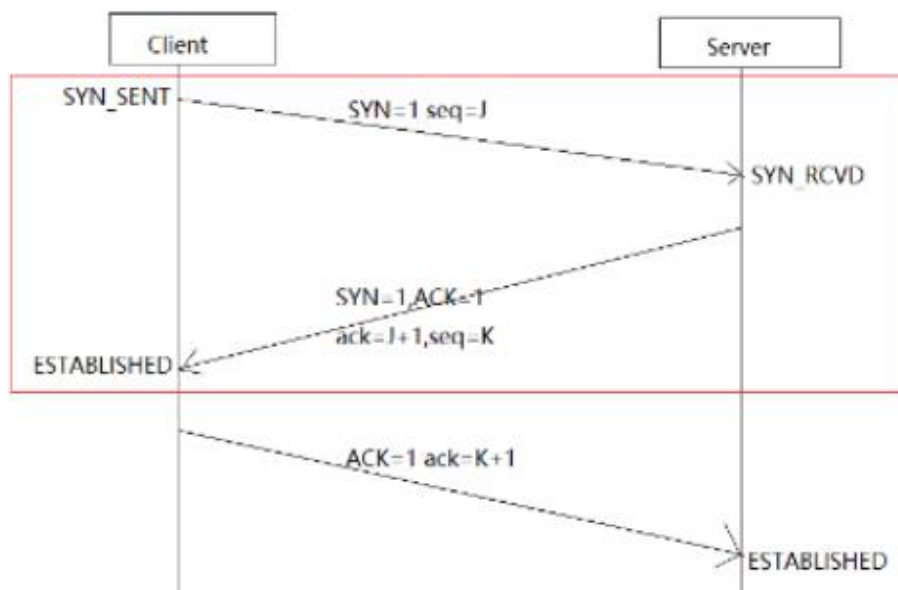 Client
Server
SYN_SENT
SYN=1 seq=J
SYN_RCVD
SYN=1,ACK=1
ack=J+1,seq=K
ESTABLISHED
ACK=1 ack=K+1
ESTABLISHED